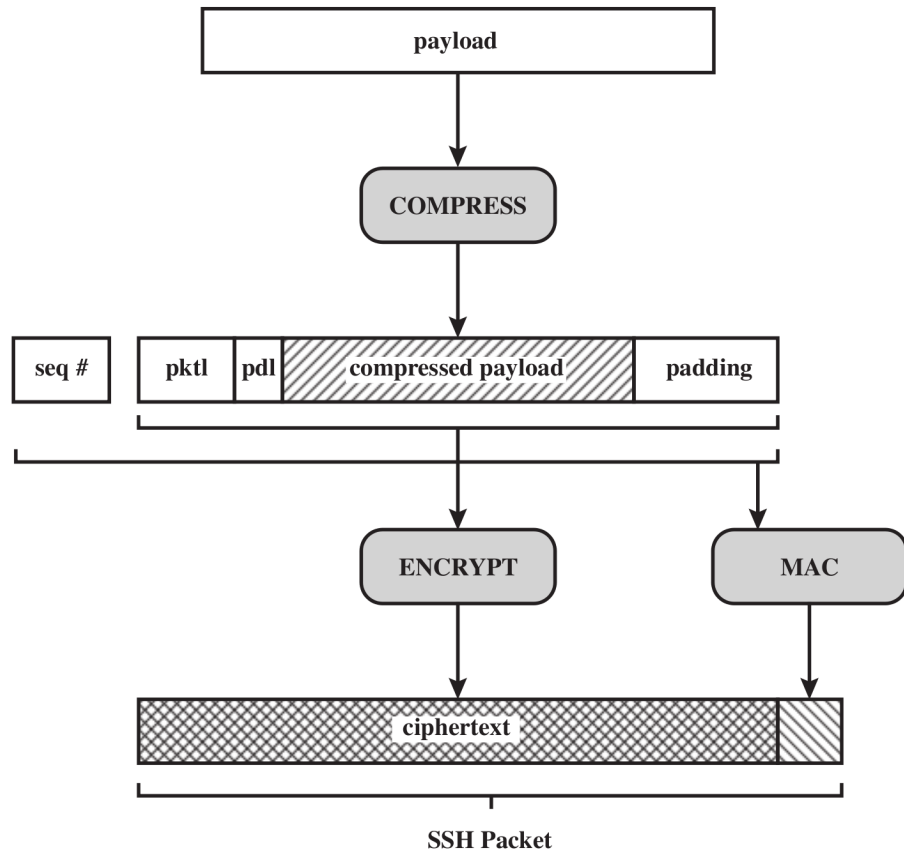 payload
COMPRESS
seq # pktl pdl compressed payload padding
ENCRYPT MAC
ciphertext
SSH Packet